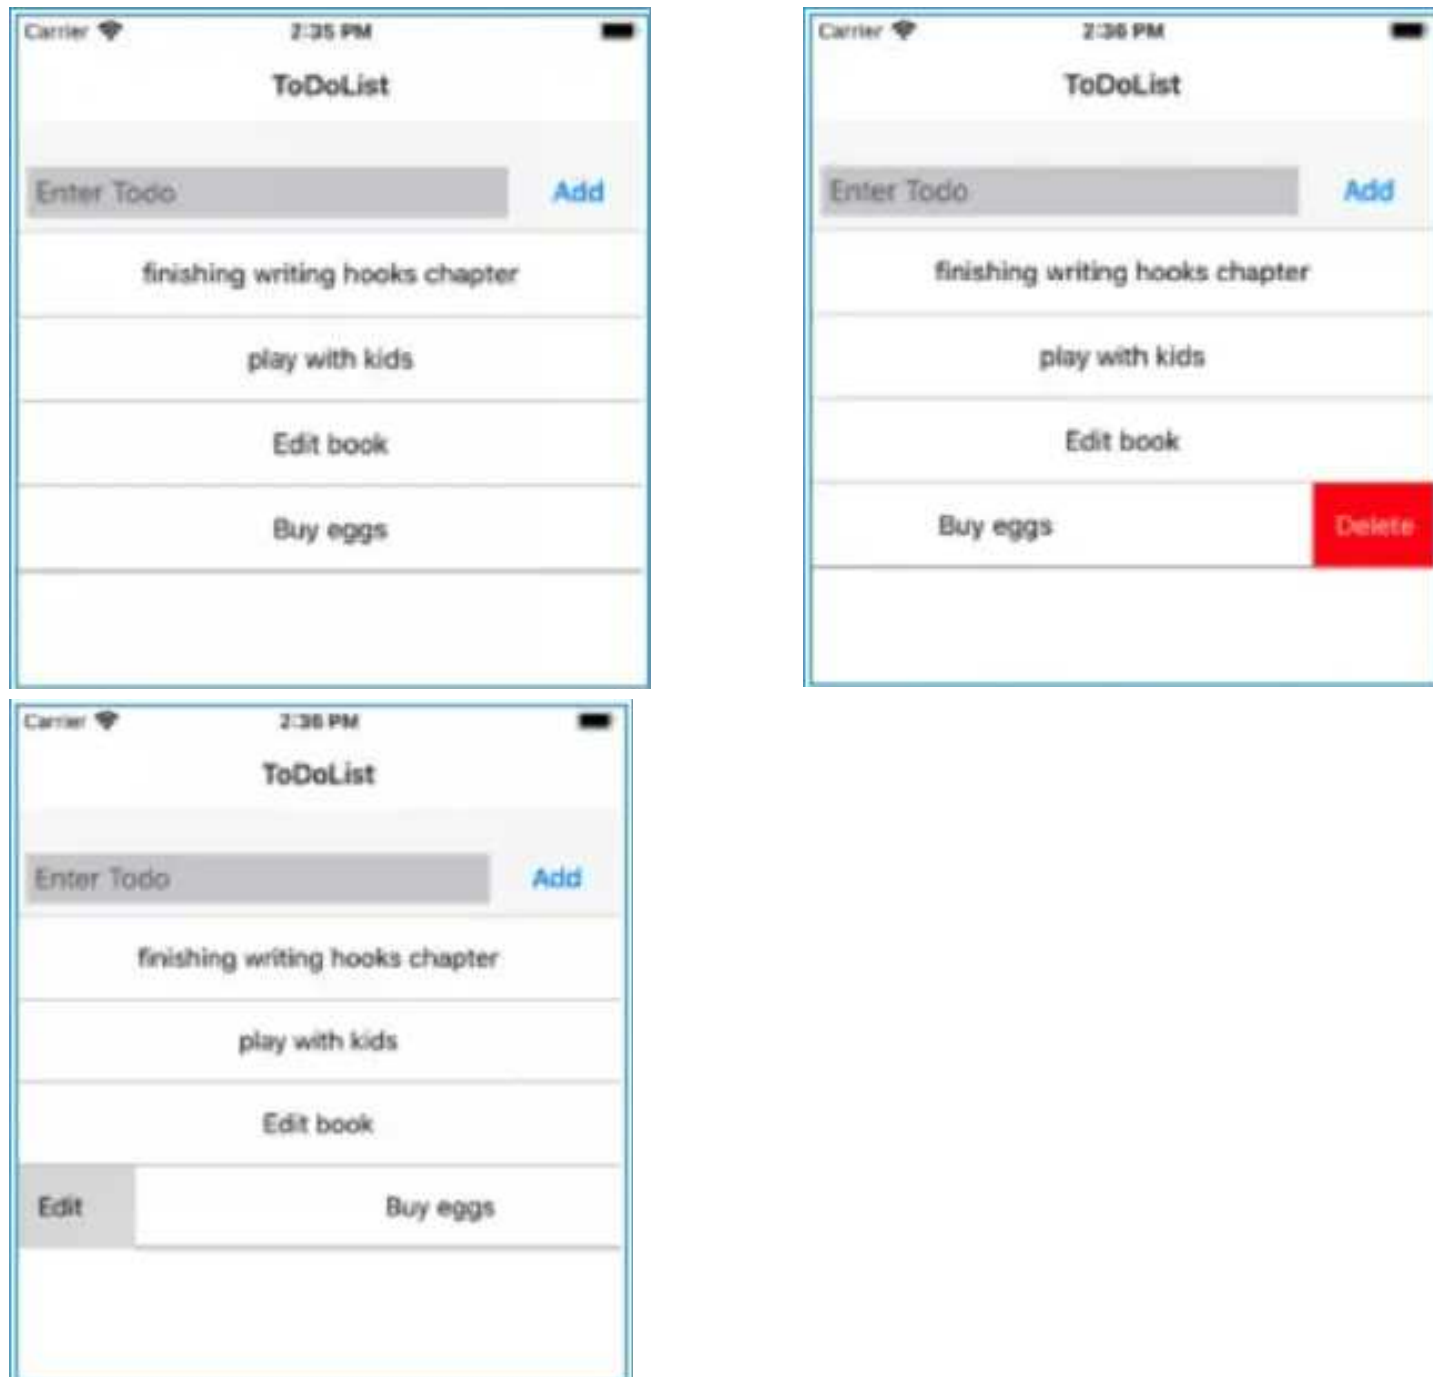 Carrier 2:35 PM
ToDoList
Enter Todo Add
finishing writing hooks chapter
play with kids
Edit book
Buy eggs
Carrier 2:36 PM
ToDoList
Enter Todo Add
finishing writing hooks chapter
play with kids
Edit book
Buy eggs Delete
Carrier 2:36 PM
ToDoList
Enter Todo Add
finishing writing hooks chapter
play with kids
Edit book
Edit Buy eggs